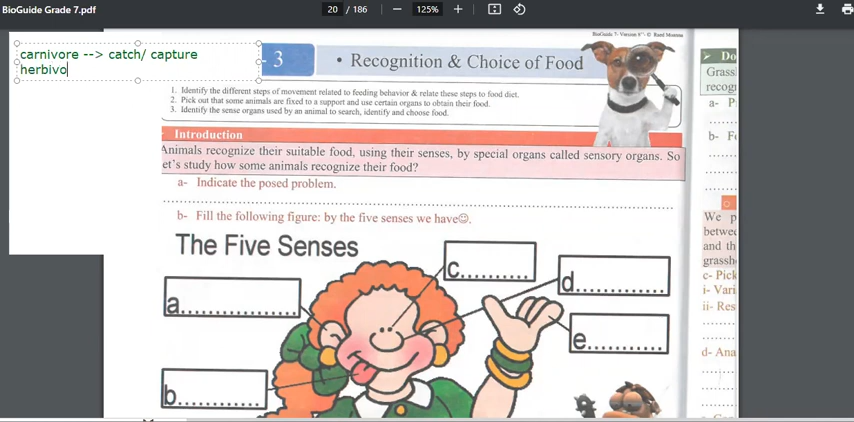 BioGuide Grade 7.pdf
20 / 186
125%
carnivore --> catch/ capture
herbivo
3
• Recognition & Choice of Food
1. Identify the different steps of movement related to feeding behavior & relate these steps to food diet.
2. Pick out that some animals are fixed to a support and use certain organs to obtain their food.
3. Identify the sense organs used by an animal to search, identify and choose food.
Introduction
Animals recognize their suitable food, using their senses, by special organs called sensory organs. So
et's study how some animals recognize their food?
a- Indicate the posed problem.
b- Fill the following figure: by the five senses we have☺.
The Five Senses
a..............
b............
c..........
d.............
e...........
Do
Grass
recog
a- P
b- F
We p
betwee
and th
grassh
c- Pick
i- Vari
ii- Res
d- Ana